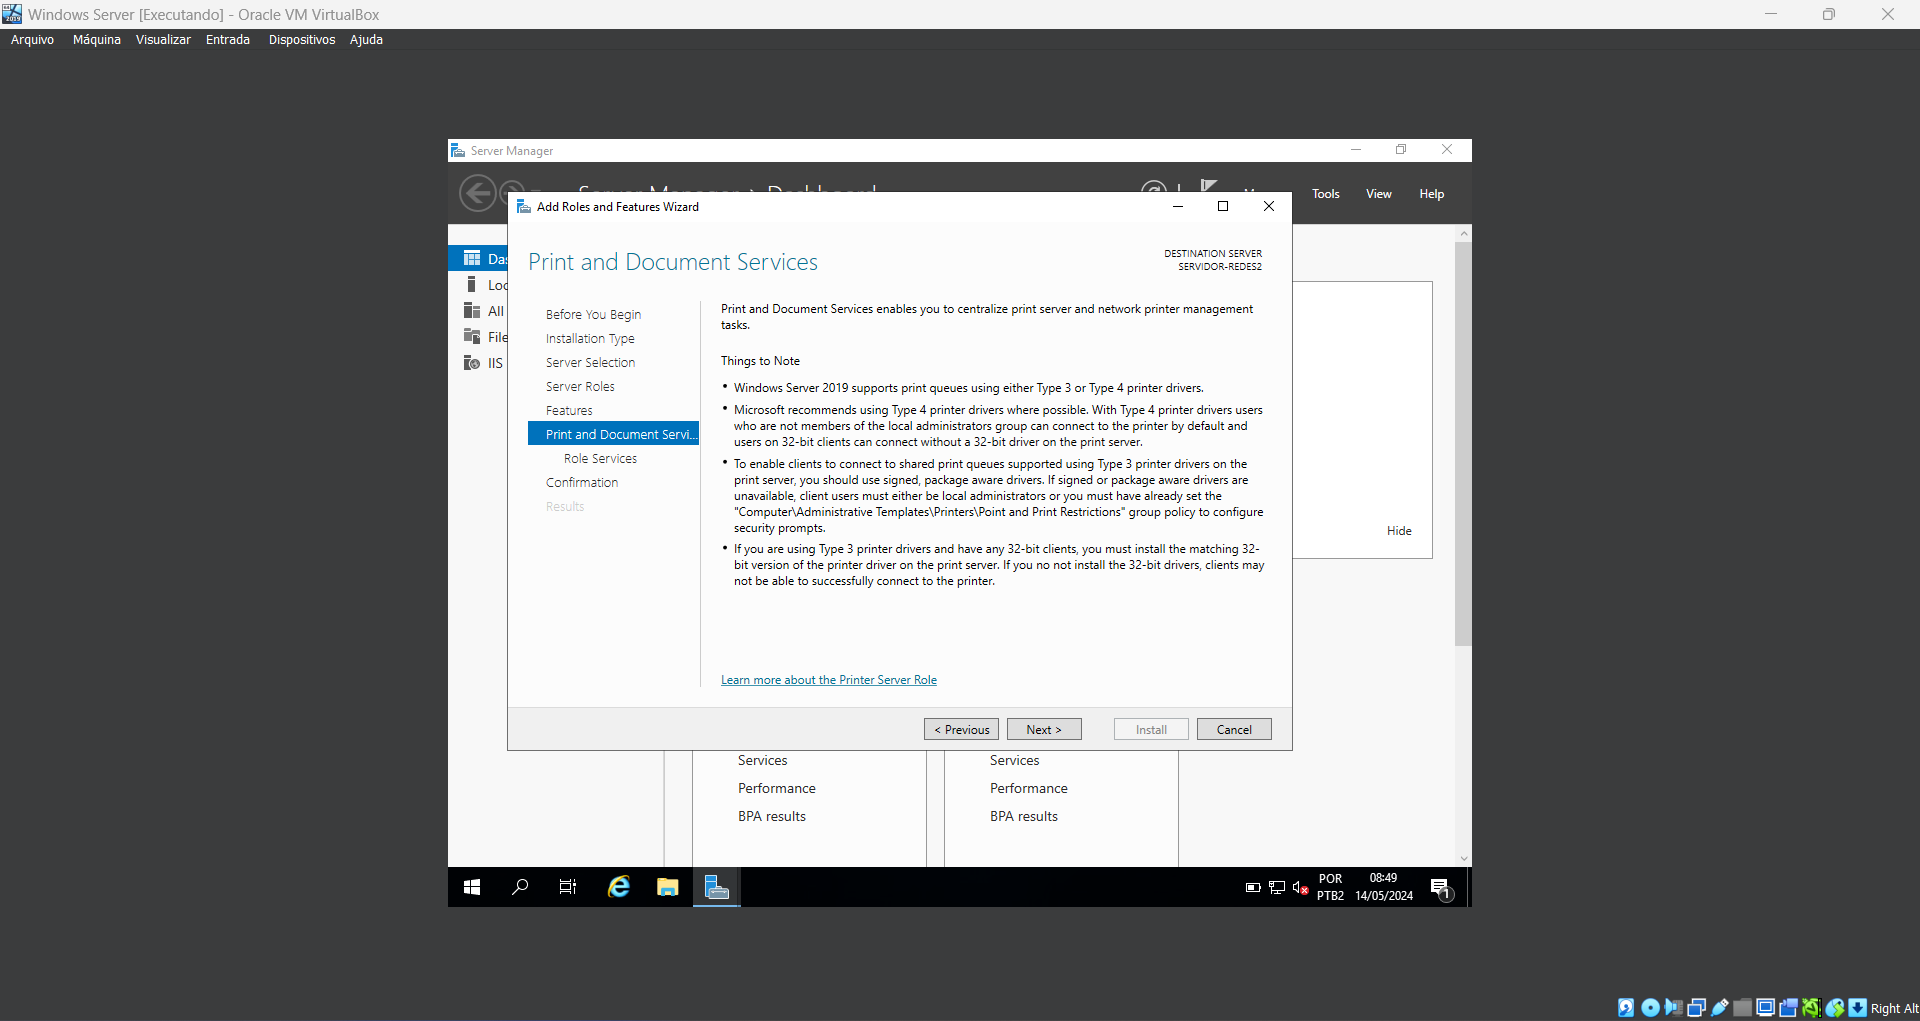 Windows Server [Executando] - Oracle VM VirtualBox
Arquivo Máquina Visualizar Entrada Dispositivos Ajuda
Server Manager
Server Manager Dashboard
Tools View Help
Add Roles and Features Wizard
Print and Document Services
DESTINATION SERVER
SERVIDOR-REDES2
Das
Loc
All
File
IIS
Before You Begin
Installation Type
Server Selection
Server Roles
Features
Print and Document Servi...
Role Services
Confirmation
Results
Print and Document Services enables you to centralize print server and network printer management
tasks.
Things to Note
• Windows Server 2019 supports print queues using either Type 3 or Type 4 printer drivers.
• Microsoft recommends using Type 4 printer drivers where possible. With Type 4 printer drivers users
who are not members of the local administrators group can connect to the printer by default and
users on 32-bit clients can connect without a 32-bit driver on the print server.
• To enable clients to connect to shared print queues supported using Type 3 printer drivers on the
print server, you should use signed, package aware drivers. If signed or package aware drivers are
unavailable, client users must either be local administrators or you must have already set the
"Computer\Administrative Templates\Printers\Point and Print Restrictions" group policy to configure
security prompts.
• If you are using Type 3 printer drivers and have any 32-bit clients, you must install the matching 32-
bit version of the printer driver on the print server. If you no not install the 32-bit drivers, clients may
not be able to successfully connect to the printer.
Learn more about the Printer Server Role
Hide
< Previous Next > Install Cancel
Services Services
Performance Performance
BPA results BPA results
POR 08:49
PTB2 14/05/2024
1
Right Alt